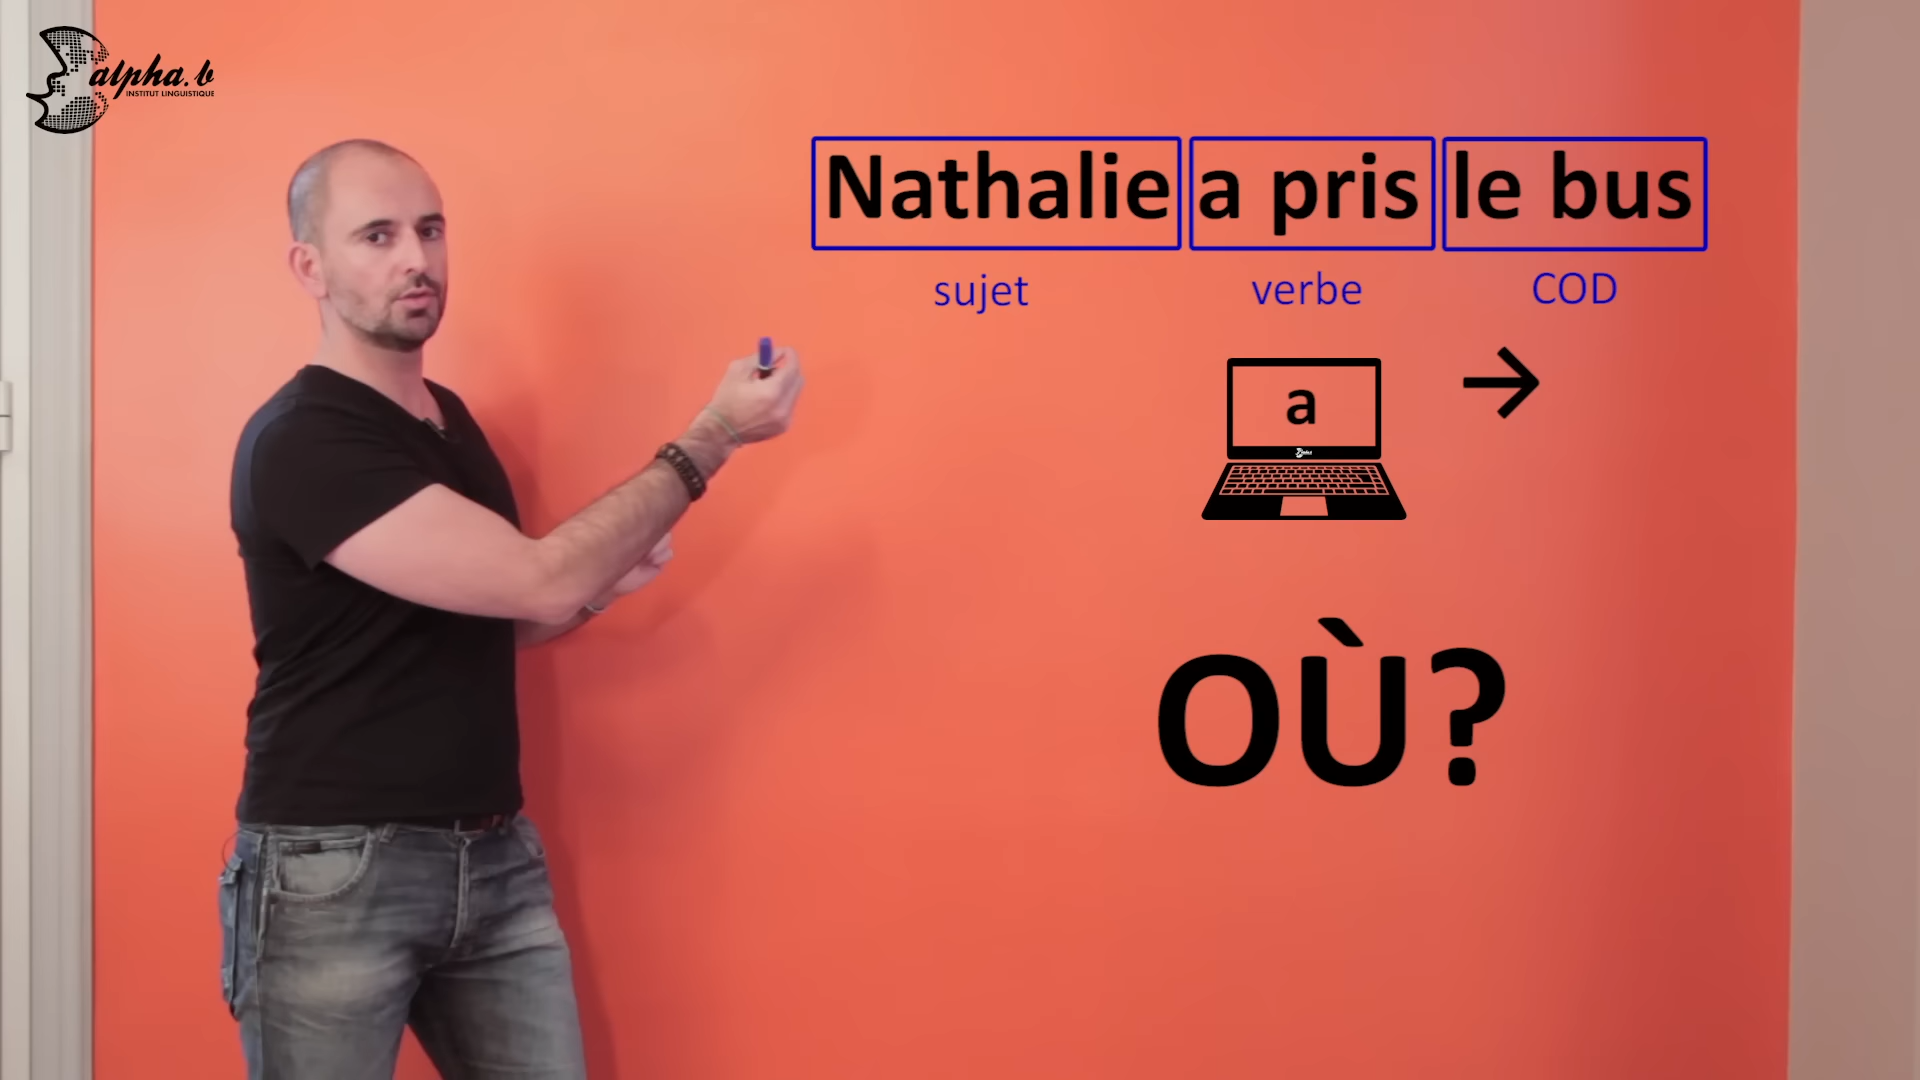 alpha.b
INSTITUT LINGUISTIQUE
Nathalie a pris le bus
sujet verbe COD
a
OÙ?